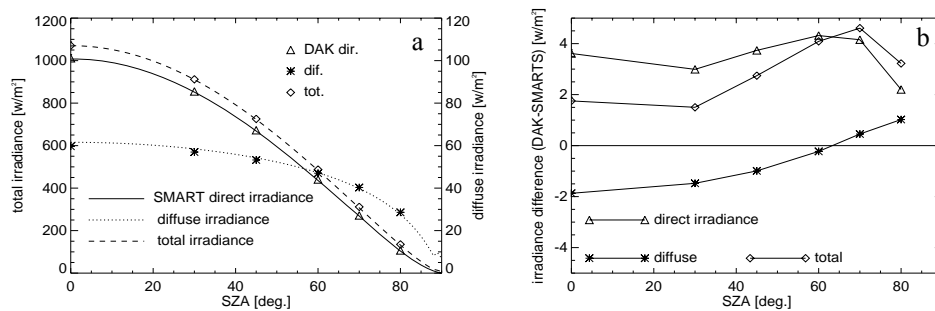 a
1200
1000
800
600
400
200
0
total irradiance [w/m²]
120
100
80
60
40
20
0
diffuse irradiance [w/m²]
DAK dir.
dif.
tot.
SMART direct irradiance
diffuse irradiance
total irradiance
0 20 40 60 80
SZA [deg.]
b
4
2
0
-2
-4
irradiance difference (DAK-SMARTS) [w/m²]
direct irradiance
diffuse
total
0 20 40 60 80
SZA [deg.]